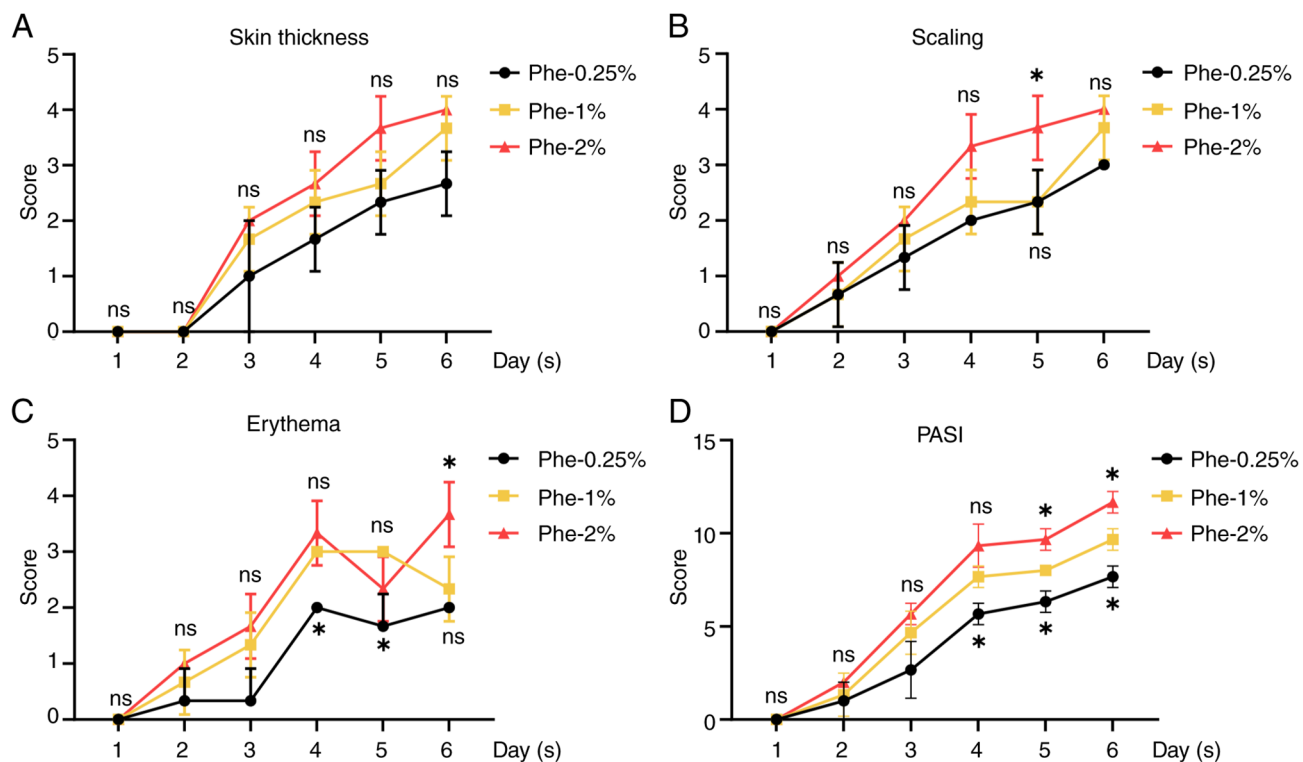 A
Skin thickness
Score
5
4
3
2
1
0
ns
ns
ns
ns
ns
ns
1 2 3 4 5 6 Day (s)
Phe-0.25%
Phe-1%
Phe-2%
B
Scaling
Score
5
4
3
2
1
0
ns
ns
ns
ns
*
ns
ns
1 2 3 4 5 6 Day (s)
Phe-0.25%
Phe-1%
Phe-2%
C
Erythema
Score
5
4
3
2
1
0
ns
ns
ns
ns
*
ns
*
*
ns
1 2 3 4 5 6 Day (s)
Phe-0.25%
Phe-1%
Phe-2%
D
PASI
Score
15
10
5
0
ns
ns
ns
ns
*
*
*
*
*
1 2 3 4 5 6 Day (s)
Phe-0.25%
Phe-1%
Phe-2%